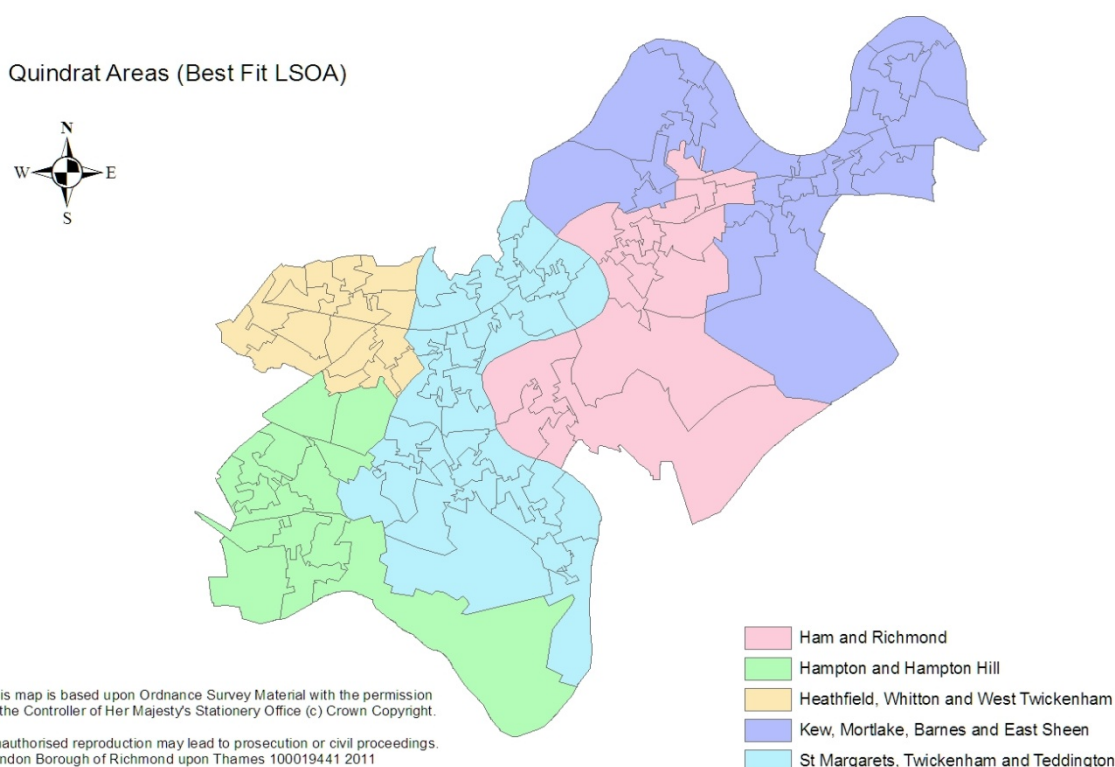 Quindrat Areas (Best Fit LSOA)
N
W E
S
Ham and Richmond
Hampton and Hampton Hill
Heathfield, Whitton and West Twickenham
Kew, Mortlake, Barnes and East Sheen
St Margarets, Twickenham and Teddington
is map is based upon Ordnance Survey Material with the permission
the Controller of Her Majesty's Stationery Office (c) Crown Copyright.
authorised reproduction may lead to prosecution or civil proceedings.
ndon Borough of Richmond upon Thames 100019441 2011